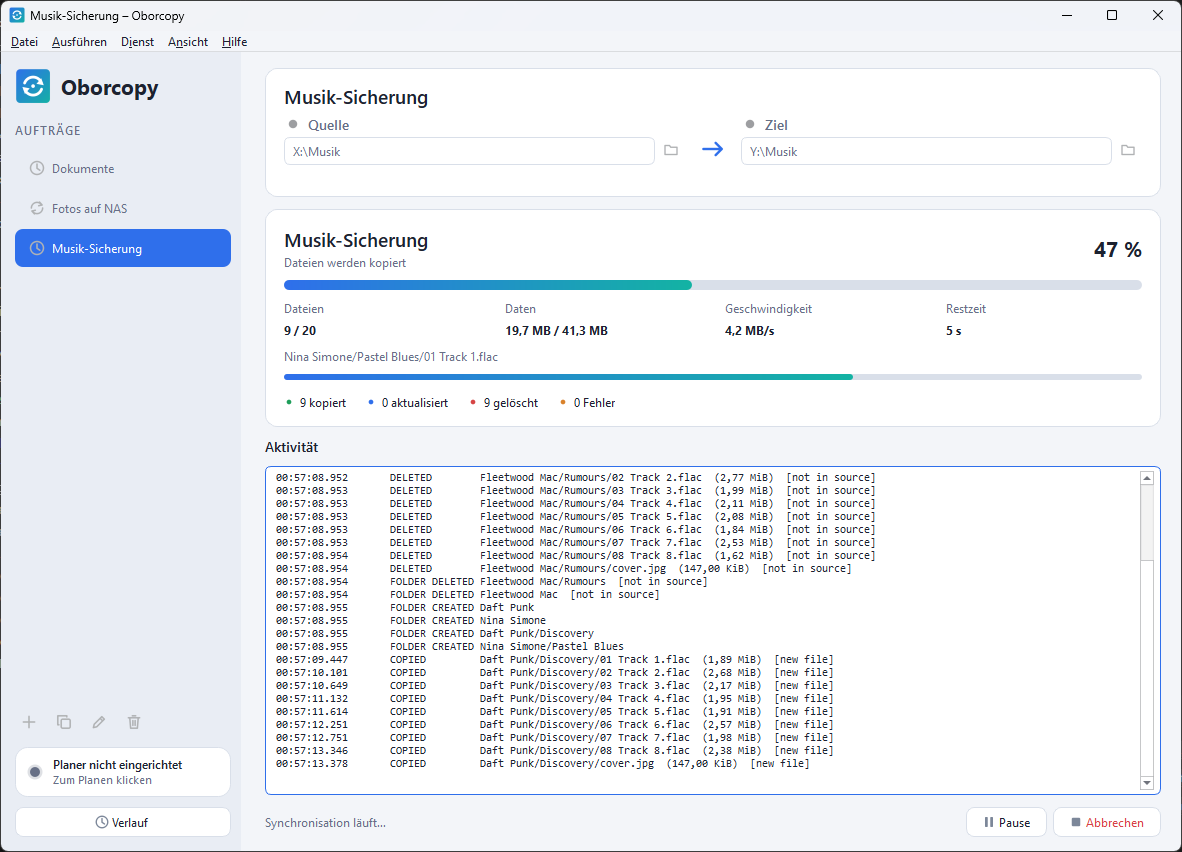 Musik-Sicherung – Oborcopy
Datei Ausführen Dienst Ansicht Hilfe
Oborcopy
AUFTRÄGE
Dokumente
Fotos auf NAS
Musik-Sicherung
Planer nicht eingerichtet
Zum Planen klicken
Verlauf
Musik-Sicherung
Quelle Ziel
X:\Musik Y:\Musik
Musik-Sicherung
47 %
Dateien werden kopiert
Dateien Daten Geschwindigkeit Restzeit
9 / 20 19,7 MB / 41,3 MB 4,2 MB/s 5 s
Nina Simone/Pastel Blues/01 Track 1.flac
9 kopiert 0 aktualisiert 9 gelöscht 0 Fehler
Aktivität
00:57:08.952 DELETED Fleetwood Mac/Rumours/02 Track 2.flac (2,77 MiB) [not in source]
00:57:08.953 DELETED Fleetwood Mac/Rumours/03 Track 3.flac (1,99 MiB) [not in source]
00:57:08.953 DELETED Fleetwood Mac/Rumours/04 Track 4.flac (2,11 MiB) [not in source]
00:57:08.953 DELETED Fleetwood Mac/Rumours/05 Track 5.flac (2,08 MiB) [not in source]
00:57:08.953 DELETED Fleetwood Mac/Rumours/06 Track 6.flac (1,84 MiB) [not in source]
00:57:08.953 DELETED Fleetwood Mac/Rumours/07 Track 7.flac (2,53 MiB) [not in source]
00:57:08.954 DELETED Fleetwood Mac/Rumours/08 Track 8.flac (1,62 MiB) [not in source]
00:57:08.954 DELETED Fleetwood Mac/Rumours/cover.jpg (147,00 KiB) [not in source]
00:57:08.954 FOLDER DELETED Fleetwood Mac/Rumours [not in source]
00:57:08.954 FOLDER DELETED Fleetwood Mac [not in source]
00:57:08.955 FOLDER CREATED Daft Punk
00:57:08.955 FOLDER CREATED Nina Simone
00:57:08.955 FOLDER CREATED Daft Punk/Discovery
00:57:08.955 FOLDER CREATED Nina Simone/Pastel Blues
00:57:09.447 COPIED Daft Punk/Discovery/01 Track 1.flac (1,89 MiB) [new file]
00:57:10.101 COPIED Daft Punk/Discovery/02 Track 2.flac (2,68 MiB) [new file]
00:57:10.649 COPIED Daft Punk/Discovery/03 Track 3.flac (2,17 MiB) [new file]
00:57:11.132 COPIED Daft Punk/Discovery/04 Track 4.flac (1,95 MiB) [new file]
00:57:11.614 COPIED Daft Punk/Discovery/05 Track 5.flac (1,91 MiB) [new file]
00:57:12.251 COPIED Daft Punk/Discovery/06 Track 6.flac (2,57 MiB) [new file]
00:57:12.751 COPIED Daft Punk/Discovery/07 Track 7.flac (1,98 MiB) [new file]
00:57:13.346 COPIED Daft Punk/Discovery/08 Track 8.flac (2,38 MiB) [new file]
00:57:13.378 COPIED Daft Punk/Discovery/cover.jpg (147,00 KiB) [new file]
Synchronisation läuft...
Pause
Abbrechen